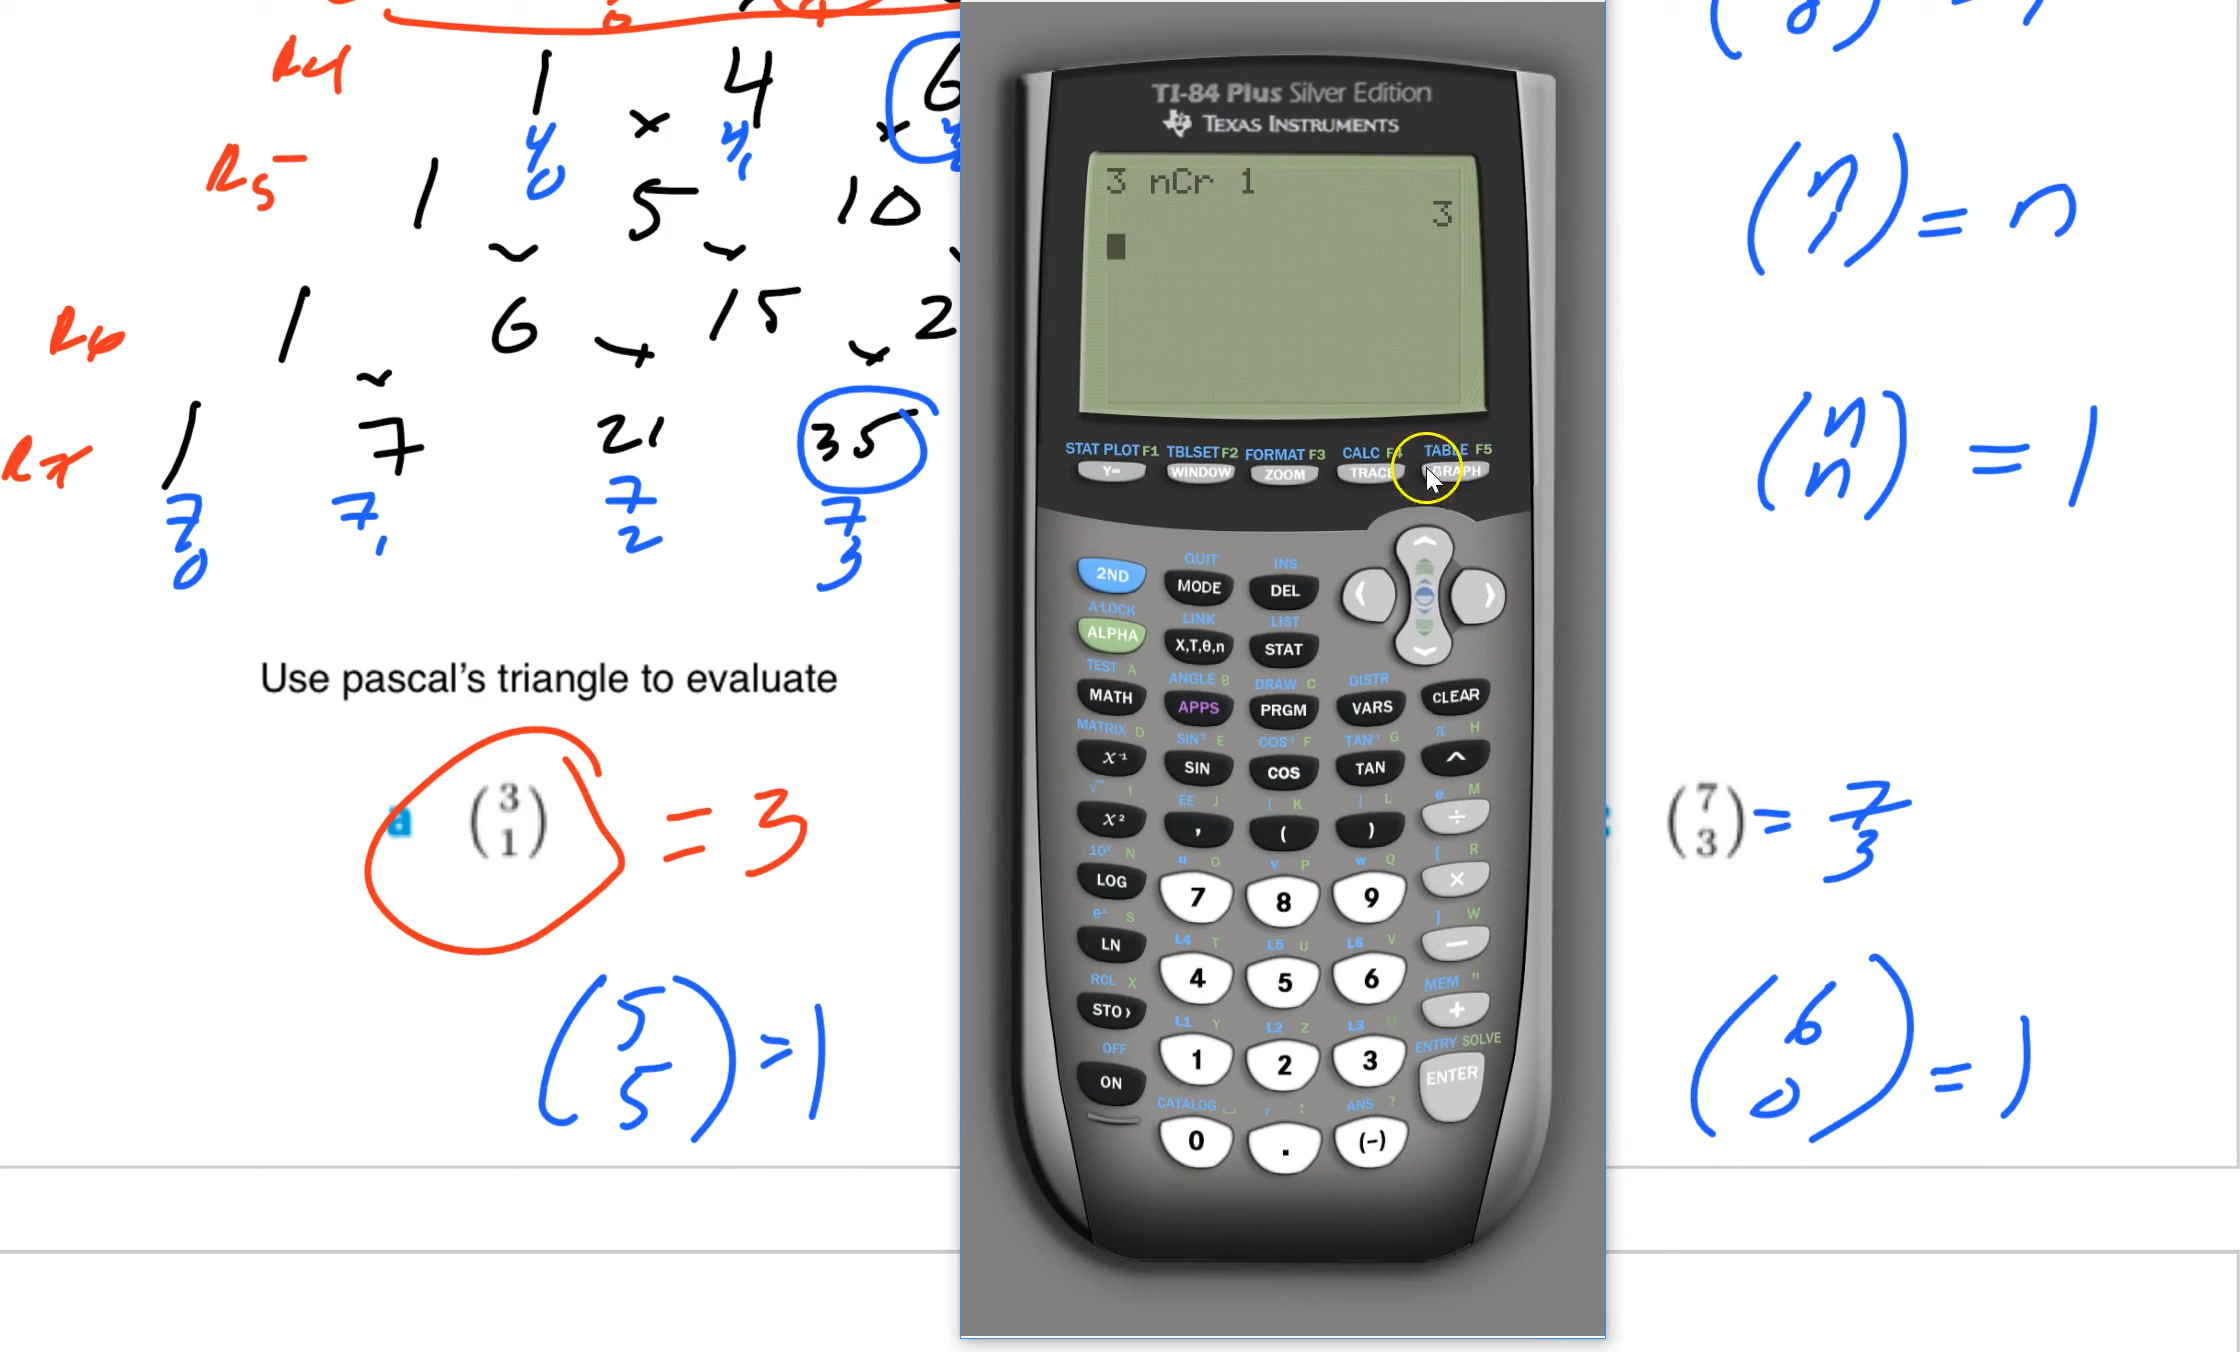 R4 1 4 6
4 0 4 1
R5 1 5 10
R6 1 6 15 2
R7 1 7 21 35
7 0 7 1 7 2 7 3
Use pascal's triangle to evaluate
a (3 1) = 3
(5 5) = 1
TI-84 Plus Silver Edition
TEXAS INSTRUMENTS
3 nCr 1
3
STAT PLOT F1 TBLSET F2 FORMAT F3 CALC F4 TABLE F5
Y= WINDOW ZOOM TRACE GRAPH
QUIT INS
2ND MODE DEL
A-LOCK LINK LIST
ALPHA X,T,θ,n STAT
TEST A ANGLE B DRAW C DISTR
MATH APPS PRGM VARS CLEAR
MATRIX D SIN⁻¹ E COS⁻¹ F TAN⁻¹ G π H
x⁻¹ SIN COS TAN ^
√ I EE J { K } L e M
x² , ( ) ÷
10ˣ N u O v P w Q [ R
LOG 7 8 9 ×
eˣ S L4 T L5 U L6 V ] W
LN 4 5 6 −
RCL X L1 Y L2 Z L3 θ MEM "
STO› 1 2 3 +
OFF ENTRY SOLVE
ON ENTER
CATALOG ⎵ i : ANS ?
0 . (-)
(n 1) = n
(n n) = 1
(7 3) = 7 3
(6 0) = 1